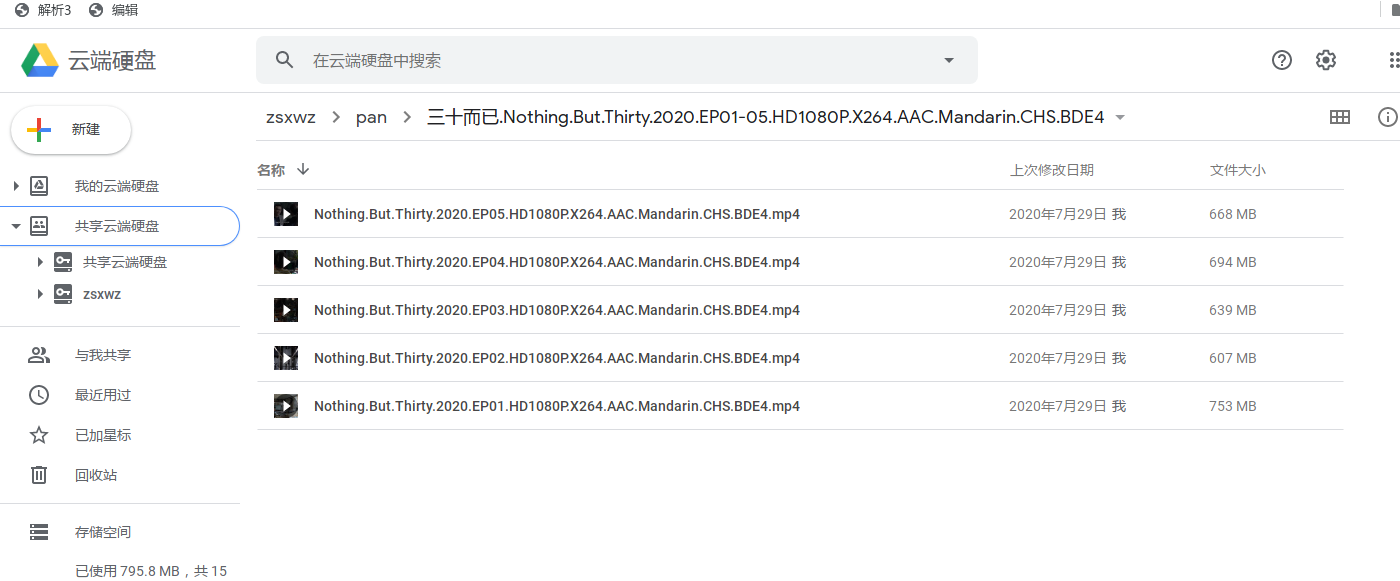 解析3 编辑
云端硬盘
在云端硬盘中搜索
新建
zsxwz > pan > 三十而已.Nothing.But.Thirty.2020.EP01-05.HD1080P.X264.AAC.Mandarin.CHS.BDE4
名称 ↓ 上次修改日期 文件大小
我的云端硬盘
共享云端硬盘
共享云端硬盘
zsxwz
与我共享
最近用过
已加星标
回收站
存储空间
已使用 795.8 MB，共 15
Nothing.But.Thirty.2020.EP05.HD1080P.X264.AAC.Mandarin.CHS.BDE4.mp4 2020年7月29日 我 668 MB
Nothing.But.Thirty.2020.EP04.HD1080P.X264.AAC.Mandarin.CHS.BDE4.mp4 2020年7月29日 我 694 MB
Nothing.But.Thirty.2020.EP03.HD1080P.X264.AAC.Mandarin.CHS.BDE4.mp4 2020年7月29日 我 639 MB
Nothing.But.Thirty.2020.EP02.HD1080P.X264.AAC.Mandarin.CHS.BDE4.mp4 2020年7月29日 我 607 MB
Nothing.But.Thirty.2020.EP01.HD1080P.X264.AAC.Mandarin.CHS.BDE4.mp4 2020年7月29日 我 753 MB